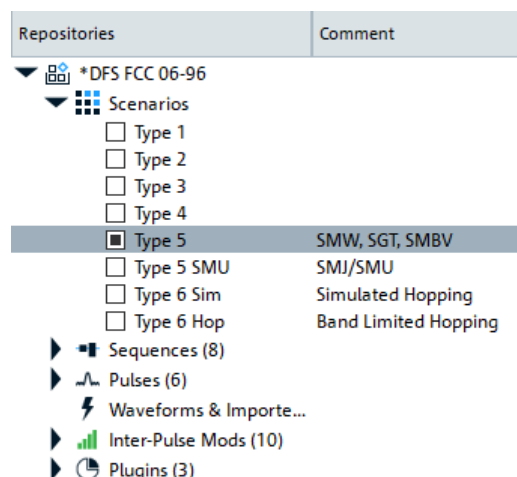 Repositories Comment
*DFS FCC 06-96
Scenarios
Type 1
Type 2
Type 3
Type 4
Type 5 SMW, SGT, SMBV
Type 5 SMU SMJ/SMU
Type 6 Sim Simulated Hopping
Type 6 Hop Band Limited Hopping
Sequences (8)
Pulses (6)
Waveforms & Importe...
Inter-Pulse Mods (10)
Plugins (3)